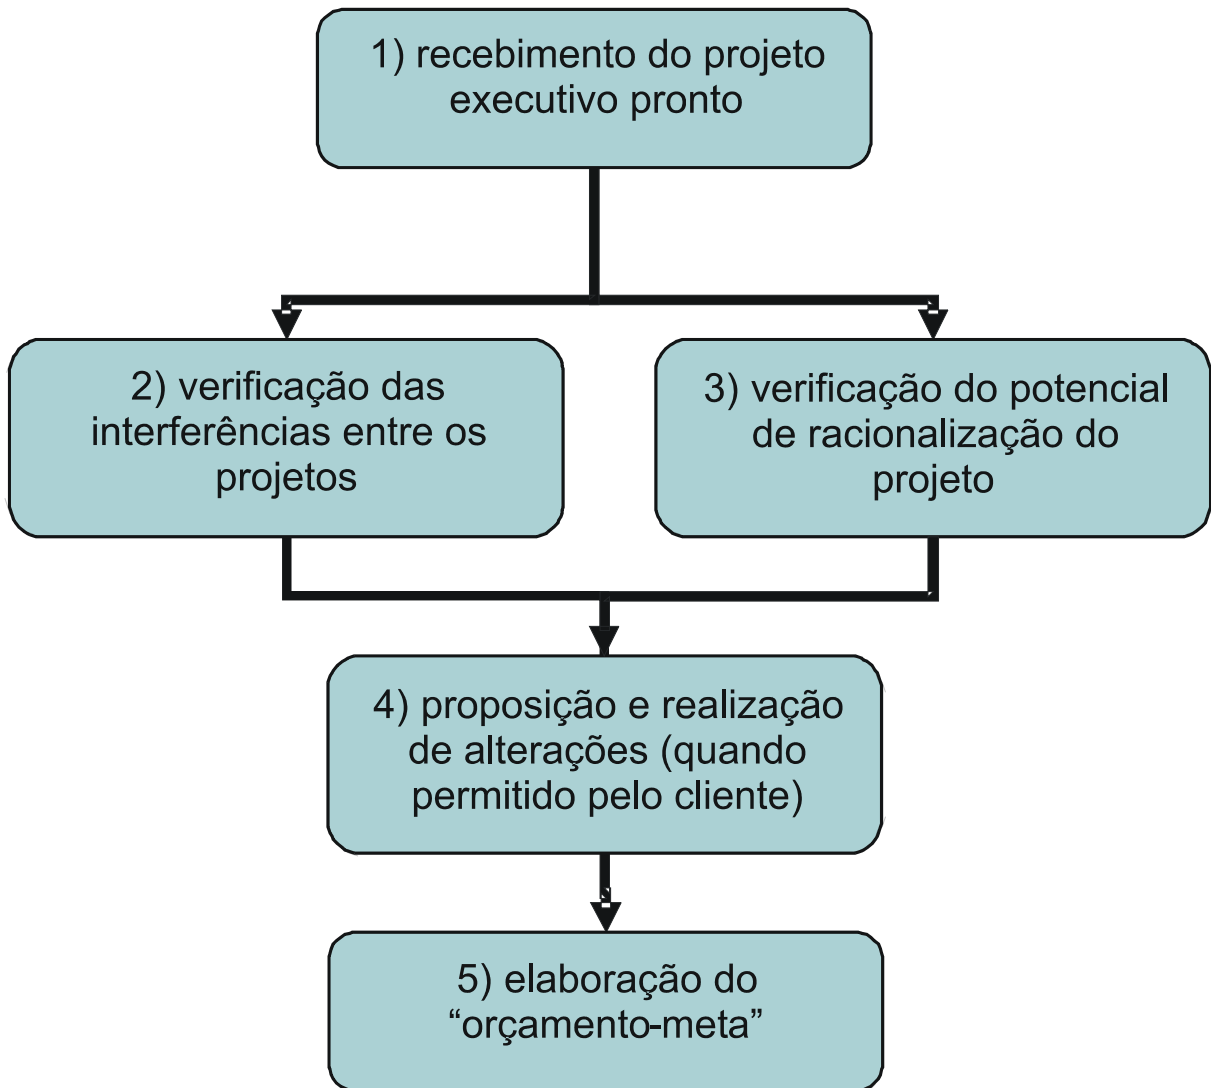 1) recebimento do projeto
executivo pronto
2) verificação das
interferências entre os
projetos
3) verificação do potencial
de racionalização do
projeto
4) proposição e realização
de alterações (quando
permitido pelo cliente)
5) elaboração do
“orçamento-meta”